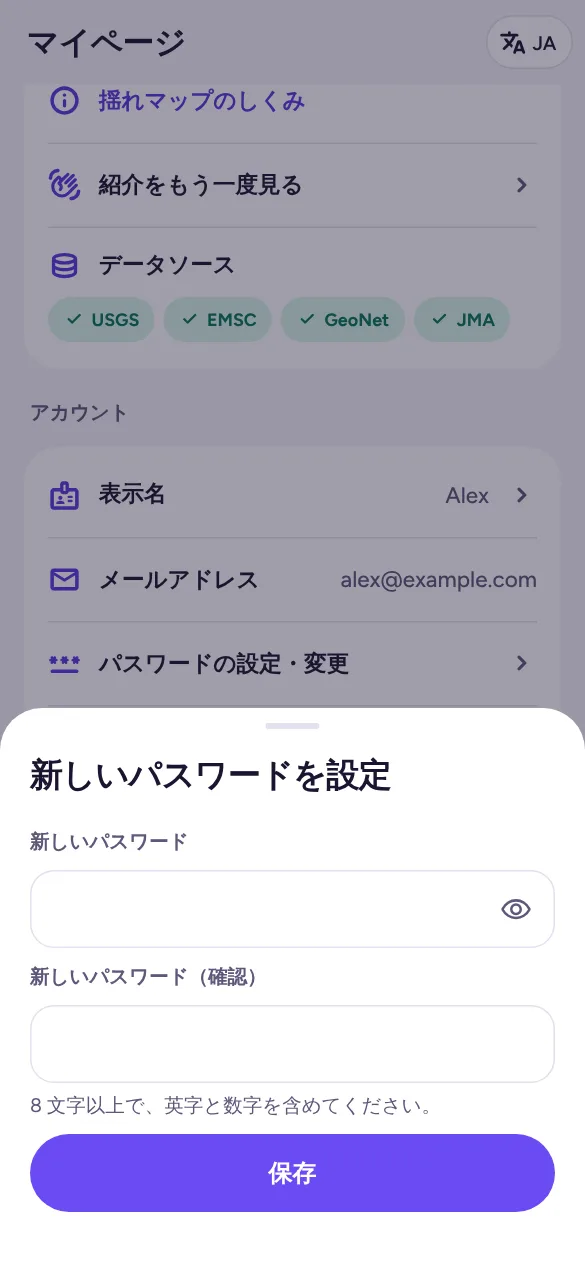 マイページ
JA
揺れマップのしくみ
紹介をもう一度見る
データソース
USGS
EMSC
GeoNet
JMA
アカウント
表示名
Alex
メールアドレス
alex@example.com
パスワードの設定・変更
新しいパスワードを設定
新しいパスワード
新しいパスワード（確認）
8 文字以上で、英字と数字を含めてください。
保存